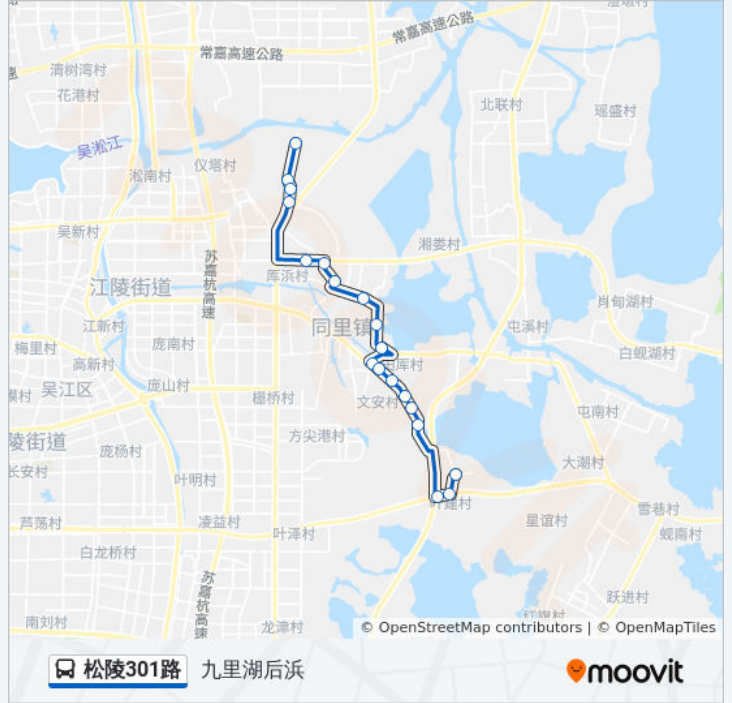 常嘉高速公路
常嘉高速公路
清树湾村
花港村
北联村
瑶盛村
吴淞江
仪塔村
淞南村
吴新村
湘娄村
苏嘉杭高速
厍浜村
江陵街道
肖甸湖村
江新村
同里镇
屯溪村
梅里村
庞南村
白蚬湖村
高新村
吴江区
庞山村
栅桥村
文安村
屯南村
陵街道
方尖港村
庞杨村
大潮村
长安村
叶明村
雪巷村
芦荡村
凌益村
叶泽村
星谊村
蚬南村
白龙桥村
苏嘉杭高速
跃进村
南刘村
龙津村
© OpenStreetMap contributors | © OpenMapTiles
松陵301路
九里湖后浜
moovit